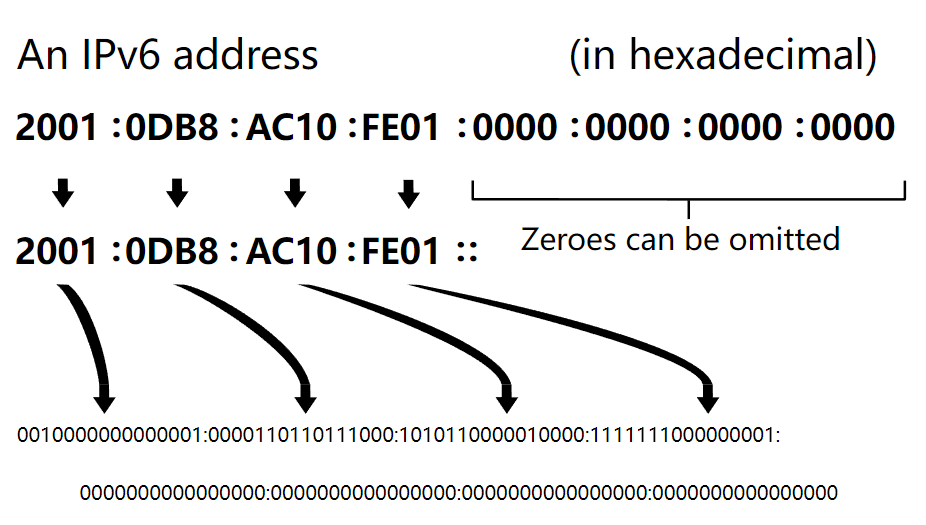 An IPv6 address (in hexadecimal)
2001 :0DB8 : AC10 :FE01 :0000 :0000 :0000 :0000
2001 :0DB8 : AC10 :FE01 ::
Zeroes can be omitted
0010000000000001:0000110110111000:1010110000010000:1111111000000001:
0000000000000000:0000000000000000:0000000000000000:0000000000000000